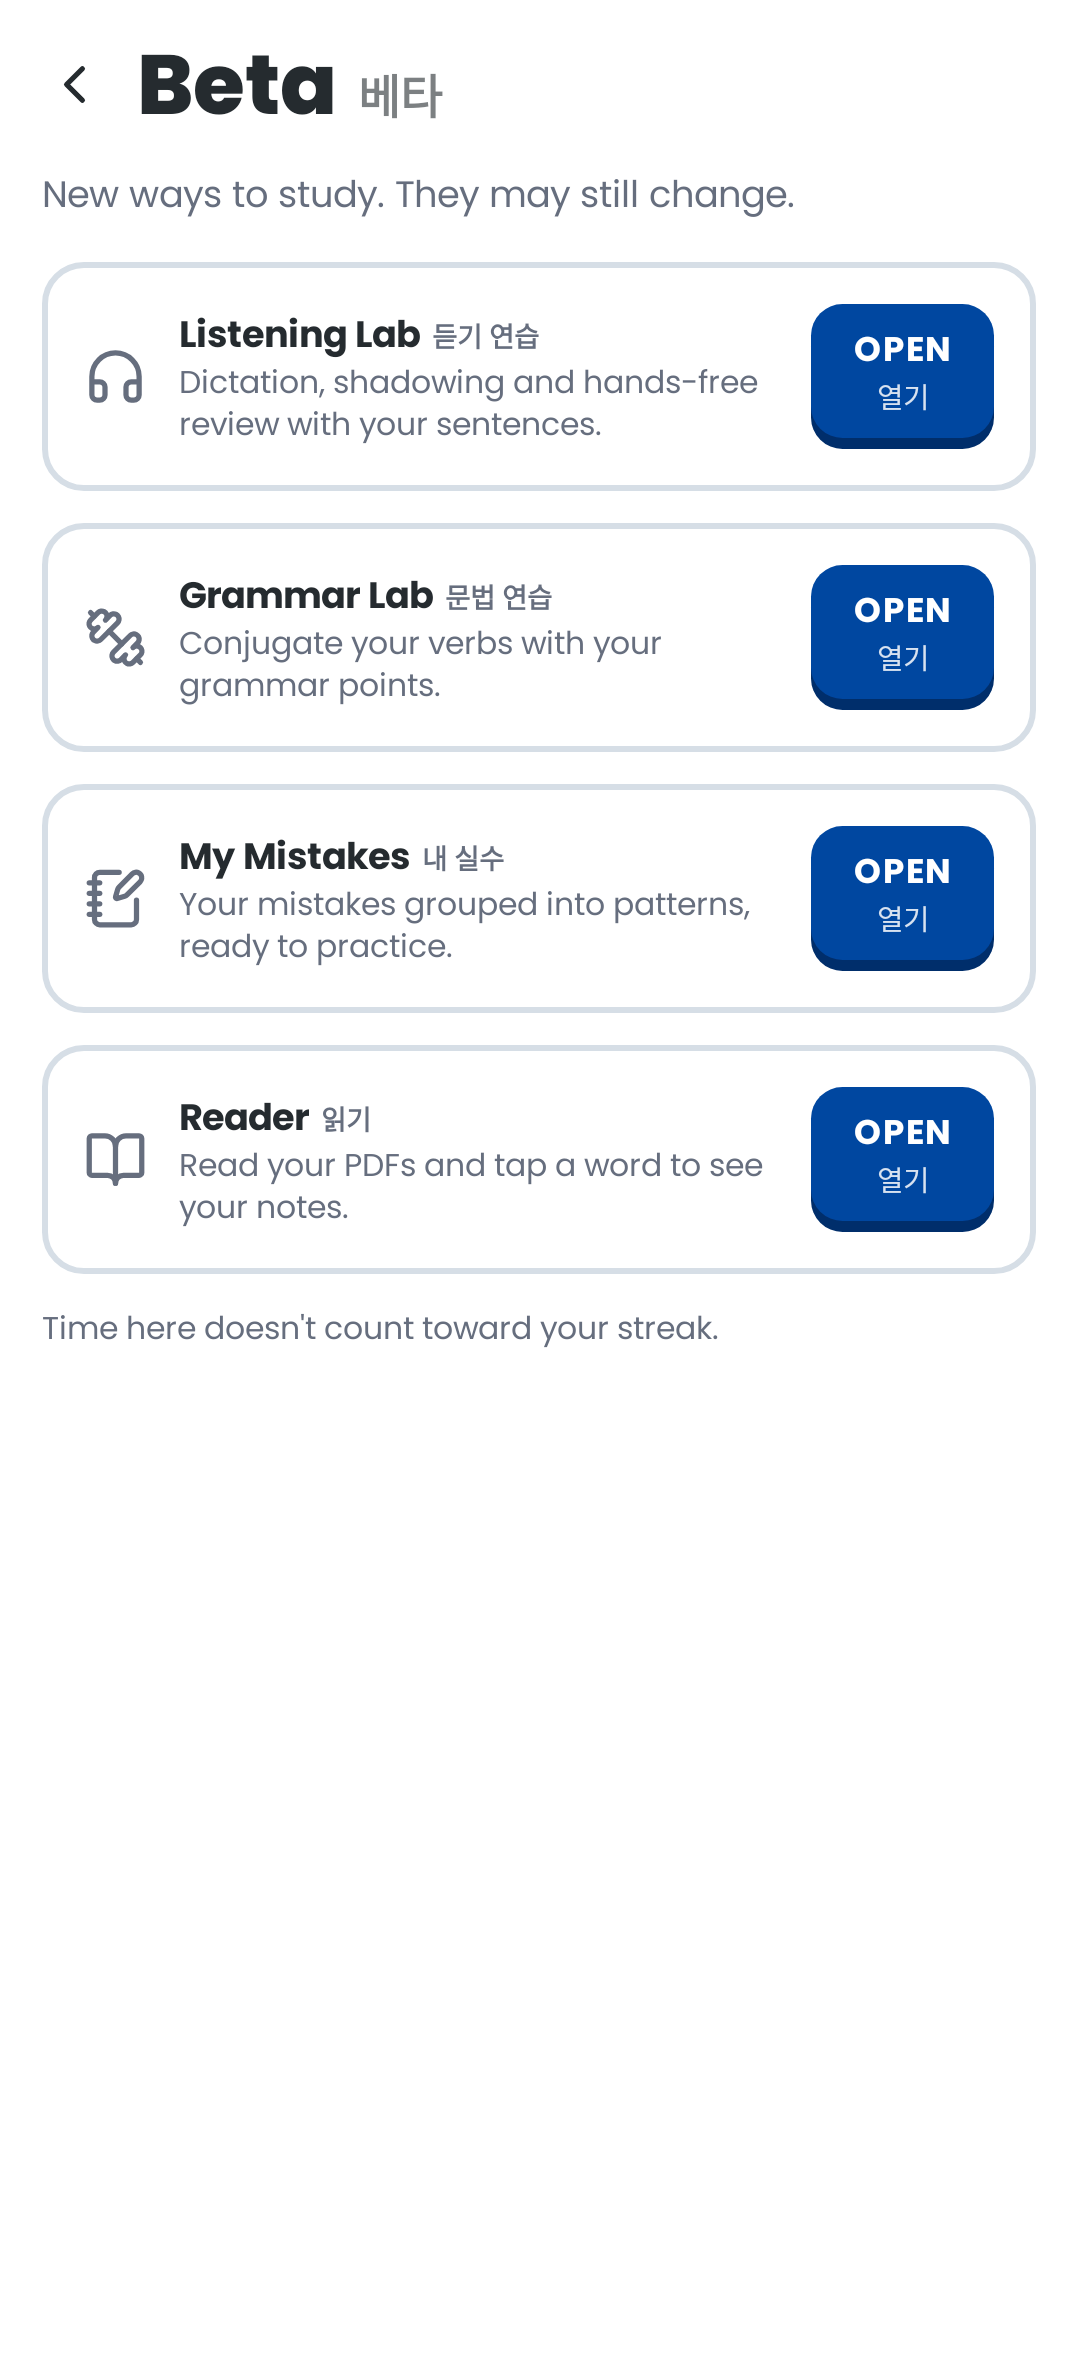 Beta 베타
New ways to study. They may still change.
Listening Lab 듣기 연습
Dictation, shadowing and hands-free
review with your sentences.
OPEN
열기
Grammar Lab 문법 연습
Conjugate your verbs with your
grammar points.
OPEN
열기
My Mistakes 내 실수
Your mistakes grouped into patterns,
ready to practice.
OPEN
열기
Reader 읽기
Read your PDFs and tap a word to see
your notes.
OPEN
열기
Time here doesn't count toward your streak.